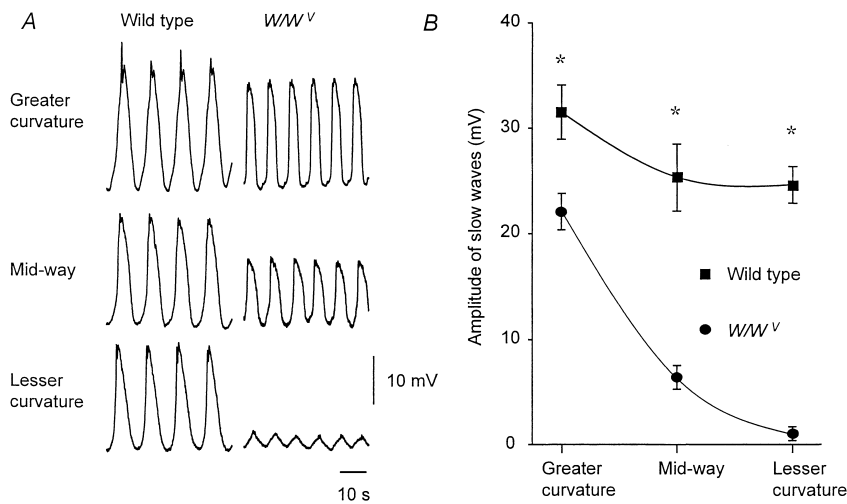 A
Wild type
W/W V
Greater
curvature
Mid-way
Lesser
curvature
10 mV
10 s
B
Amplitude of slow waves (mV)
40
30
20
10
0
*
*
*
Wild type
W/W V
Greater
curvature
Mid-way
Lesser
curvature